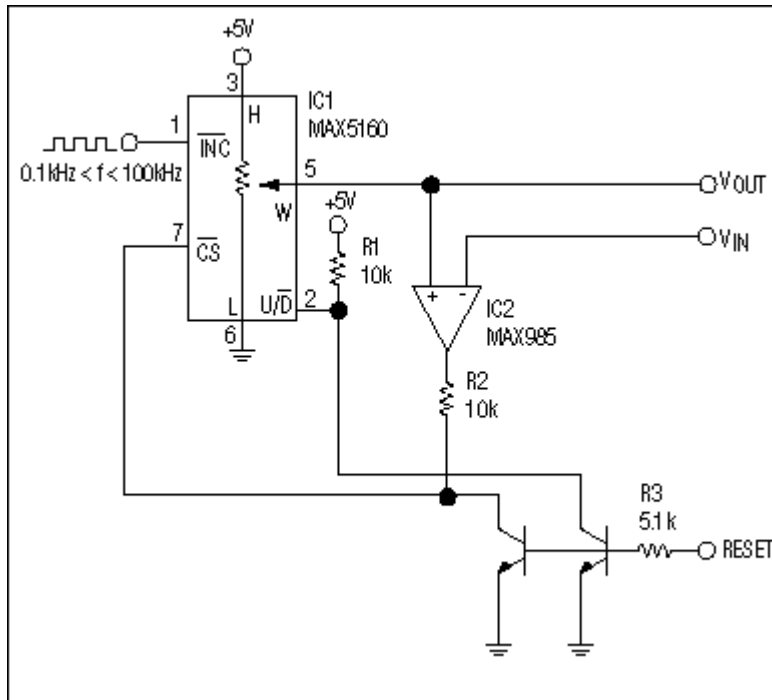 +5V
3
IC1
MAX5160
H
1
INC
0.1kHz < f < 100kHz
5
W
VOUT
+5V
VIN
7
CS
R1
10k
+
-
L
U/D
2
IC2
MAX985
6
R2
10k
R3
5.1k
RESET